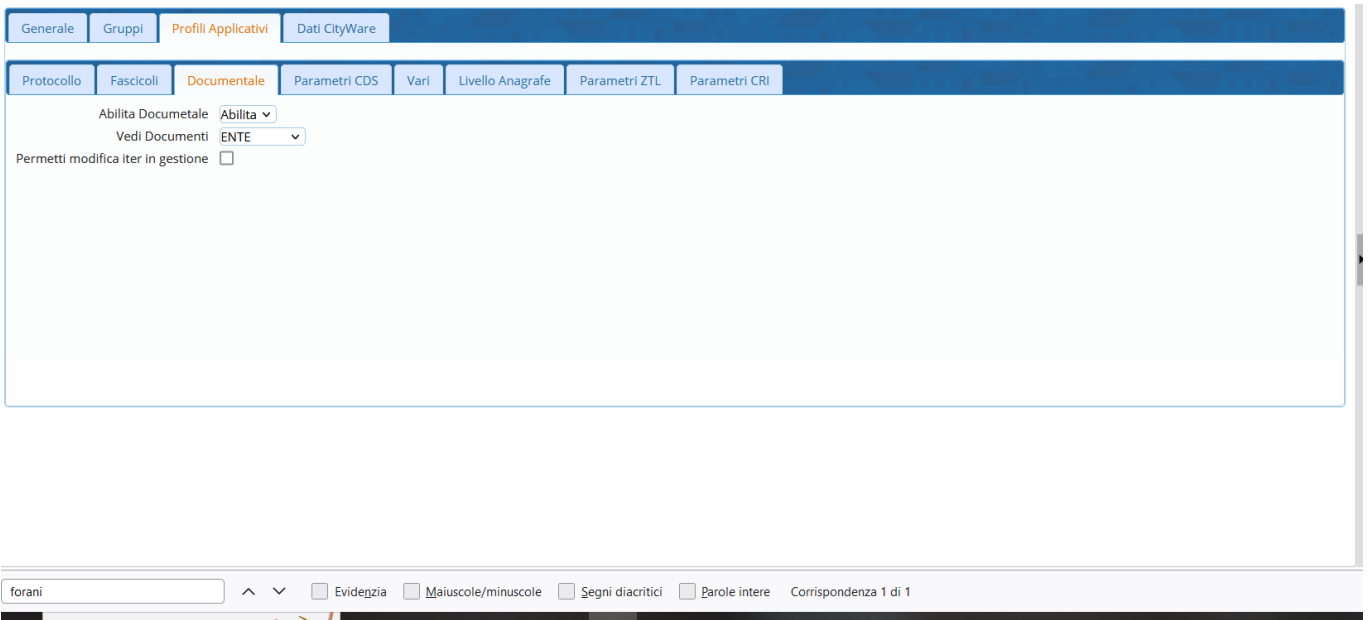 Generale Gruppi Profili Applicativi Dati CityWare
Protocollo Fascicoli Documentale Parametri CDS Vari Livello Anagrafe Parametri ZTL Parametri CRI
Abilita Documetale Abilita
Vedi Documenti ENTE
Permetti modifica iter in gestione
forani Evidenzia Maiuscole/minuscole Segni diacritici Parole intere Corrispondenza 1 di 1